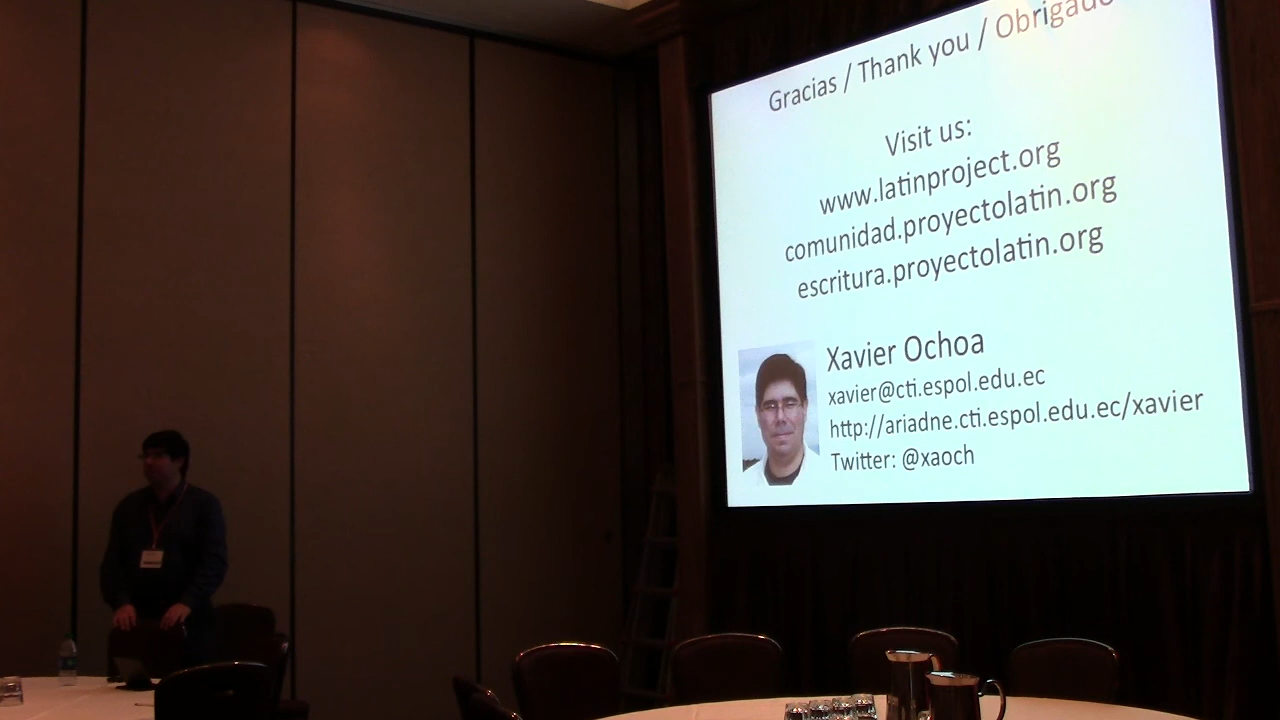 Gracias / Thank you / Obrigado
Visit us:
www.latinproject.org
comunidad.proyectolatin.org
escritura.proyectolatin.org
Xavier Ochoa
xavier@cti.espol.edu.ec
http://ariadne.cti.espol.edu.ec/xavier
Twitter: @xaoch